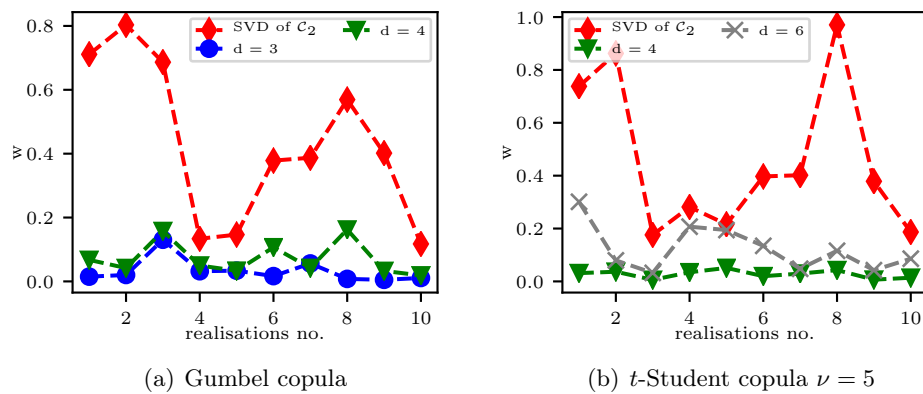 SVD of C₂
d = 3
d = 4
w
0.8
0.6
0.4
0.2
0.0
2 4 6 8 10
realisations no.
(a) Gumbel copula
SVD of C₂
d = 4
d = 6
w
1.0
0.8
0.6
0.4
0.2
0.0
2 4 6 8 10
realisations no.
(b) t-Student copula ν = 5